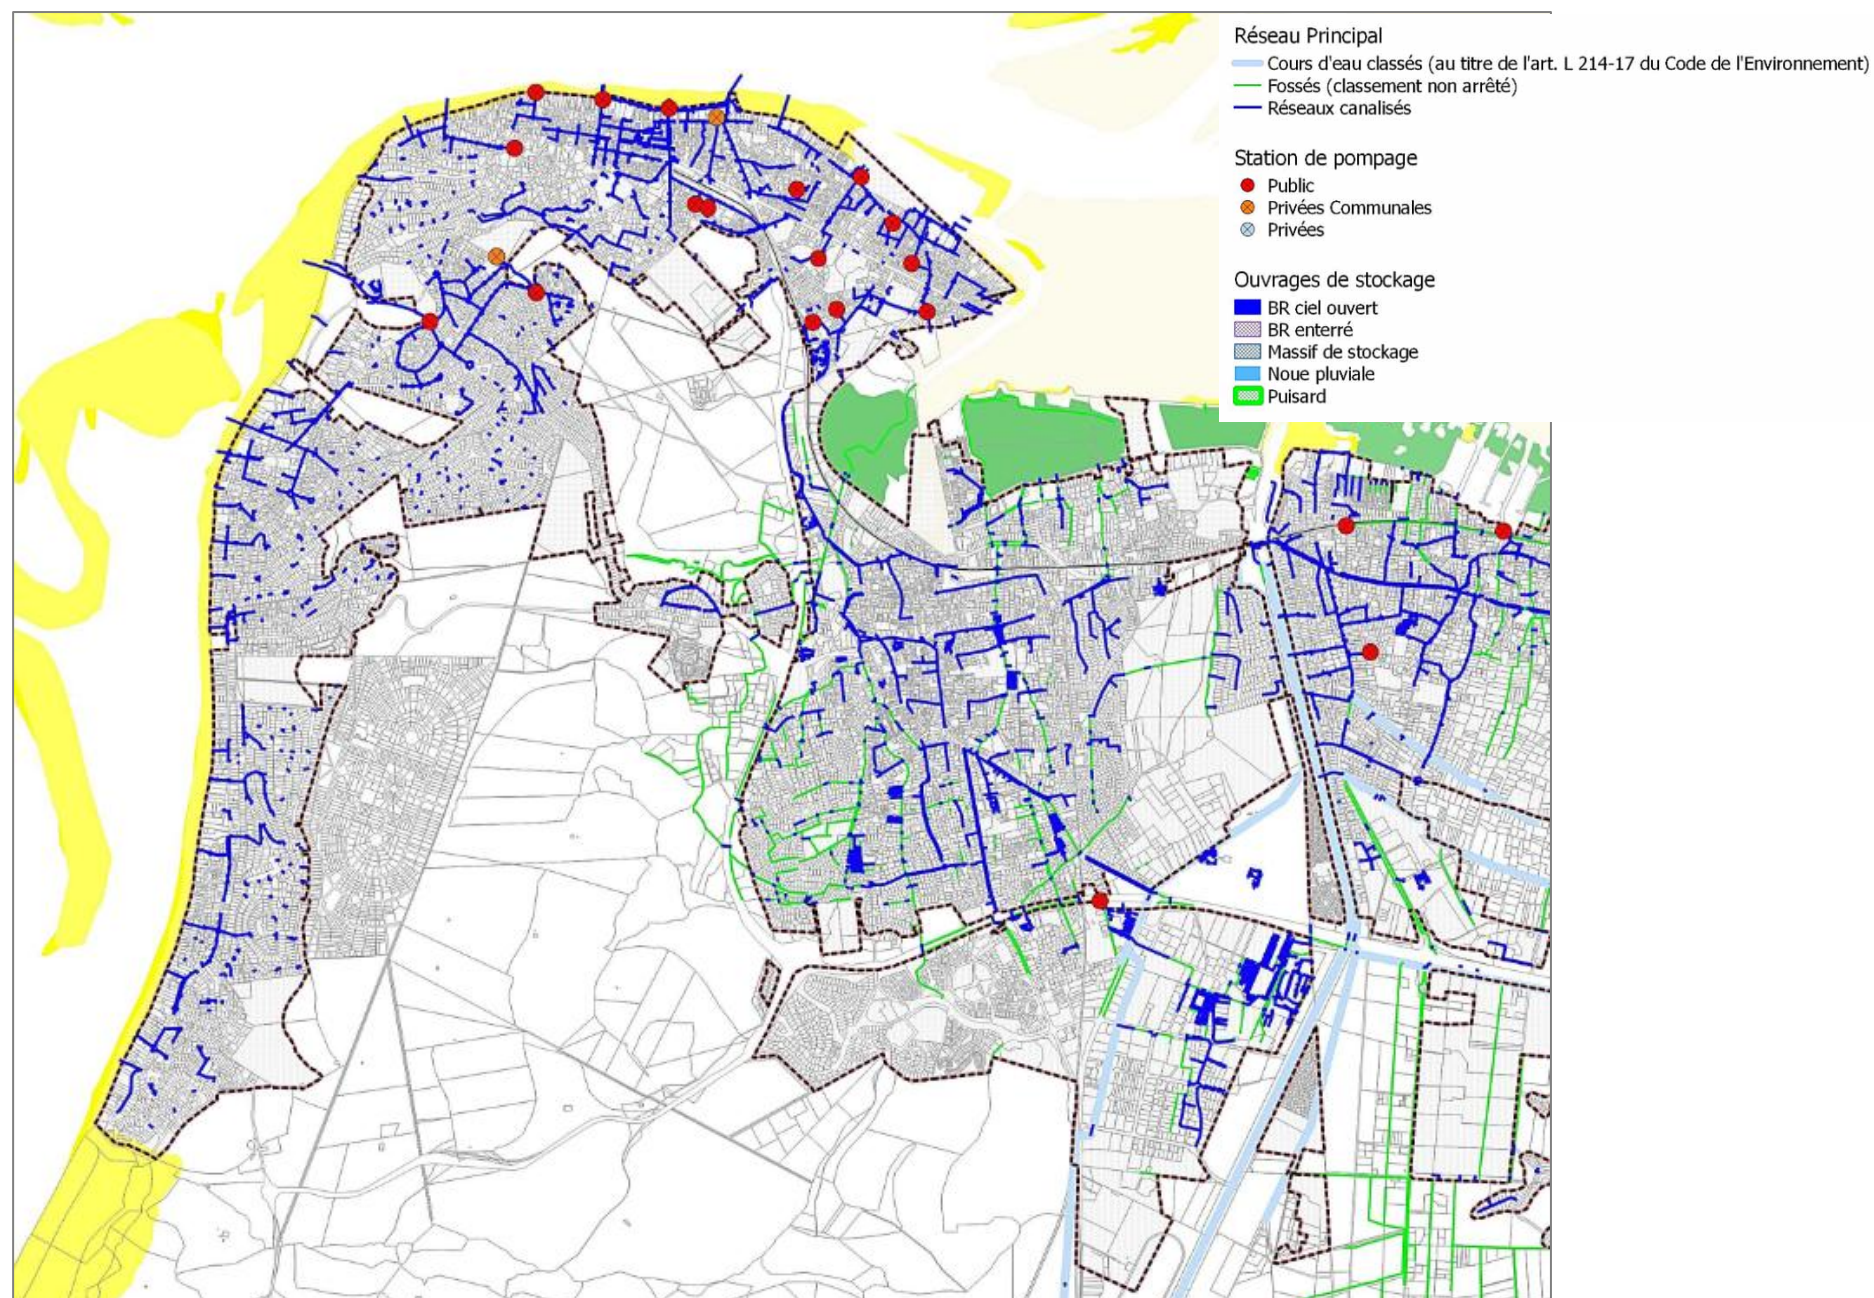 Réseau Principal
Cours d'eau classés (au titre de l'art. L 214-17 du Code de l'Environnement)
Fossés (classement non arrêté)
Réseaux canalisés
Station de pompage
Public
Privées Communales
Privées
Ouvrages de stockage
BR ciel ouvert
BR enterré
Massif de stockage
Noue pluviale
Puisard